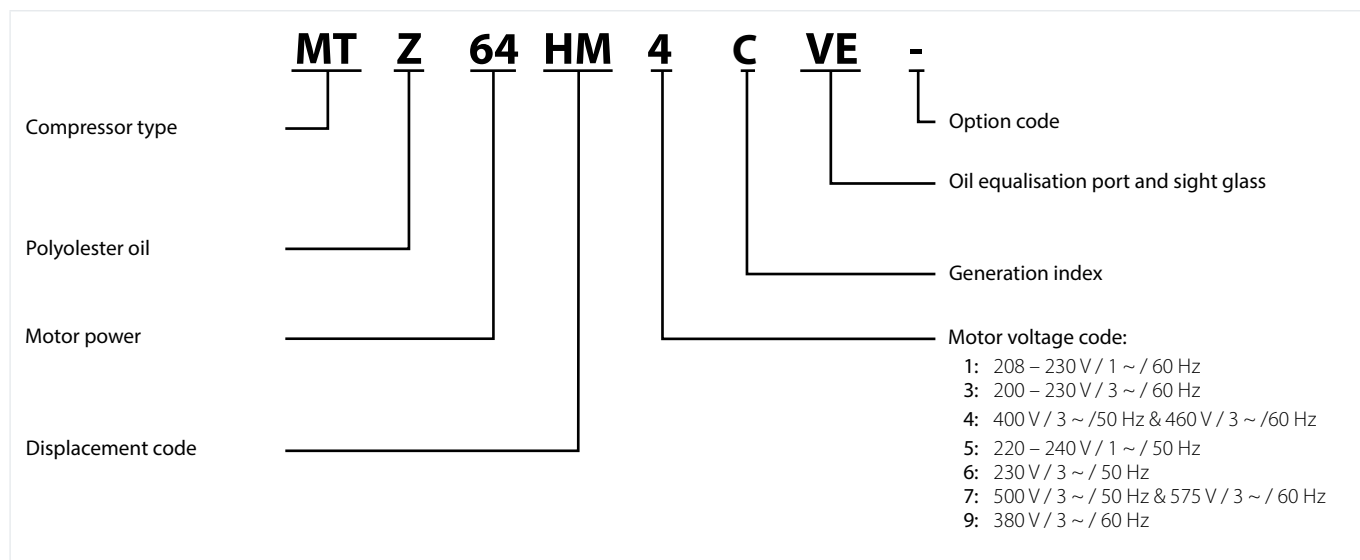 MT Z 64 HM 4 C VE -
Compressor type
Polyolester oil
Motor power
Displacement code
Option code
Oil equalisation port and sight glass
Generation index
Motor voltage code:
1: 208 – 230 V / 1 ~ / 60 Hz
3: 200 – 230 V / 3 ~ / 60 Hz
4: 400 V / 3 ~ /50 Hz & 460 V / 3 ~ /60 Hz
5: 220 – 240 V / 1 ~ / 50 Hz
6: 230 V / 3 ~ / 50 Hz
7: 500 V / 3 ~ / 50 Hz & 575 V / 3 ~ / 60 Hz
9: 380 V / 3 ~ / 60 Hz